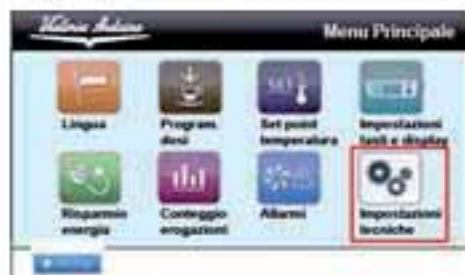 Victoria Arduino
Menu Principale
Lingua
Program.
dosi
Set point
temperatura
Impostazioni
tasti e display
Risparmio
energia
Conteggio
erogazioni
Allarmi
Impostazioni
tecniche